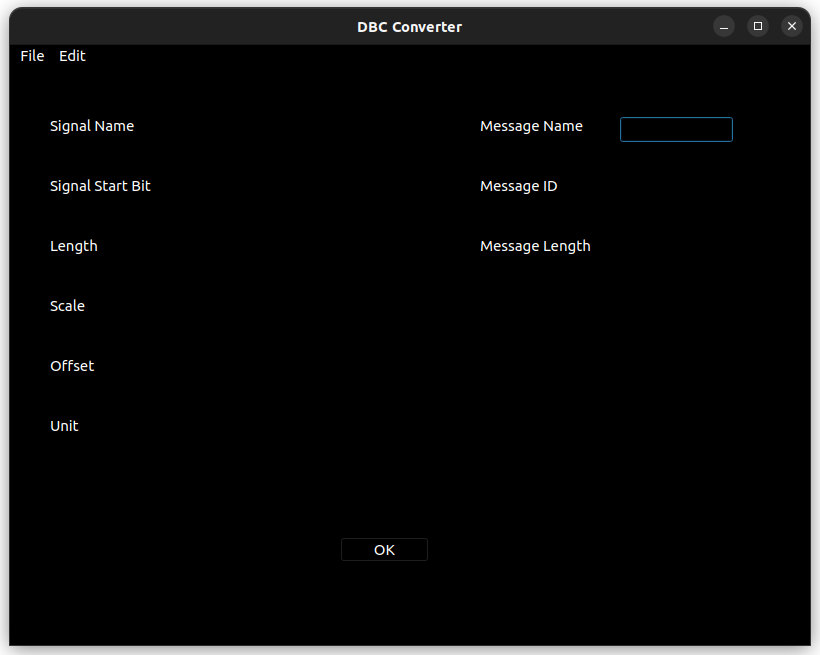 DBC Converter
File Edit
Signal Name
Message Name
Signal Start Bit
Message ID
Length
Message Length
Scale
Offset
Unit
OK